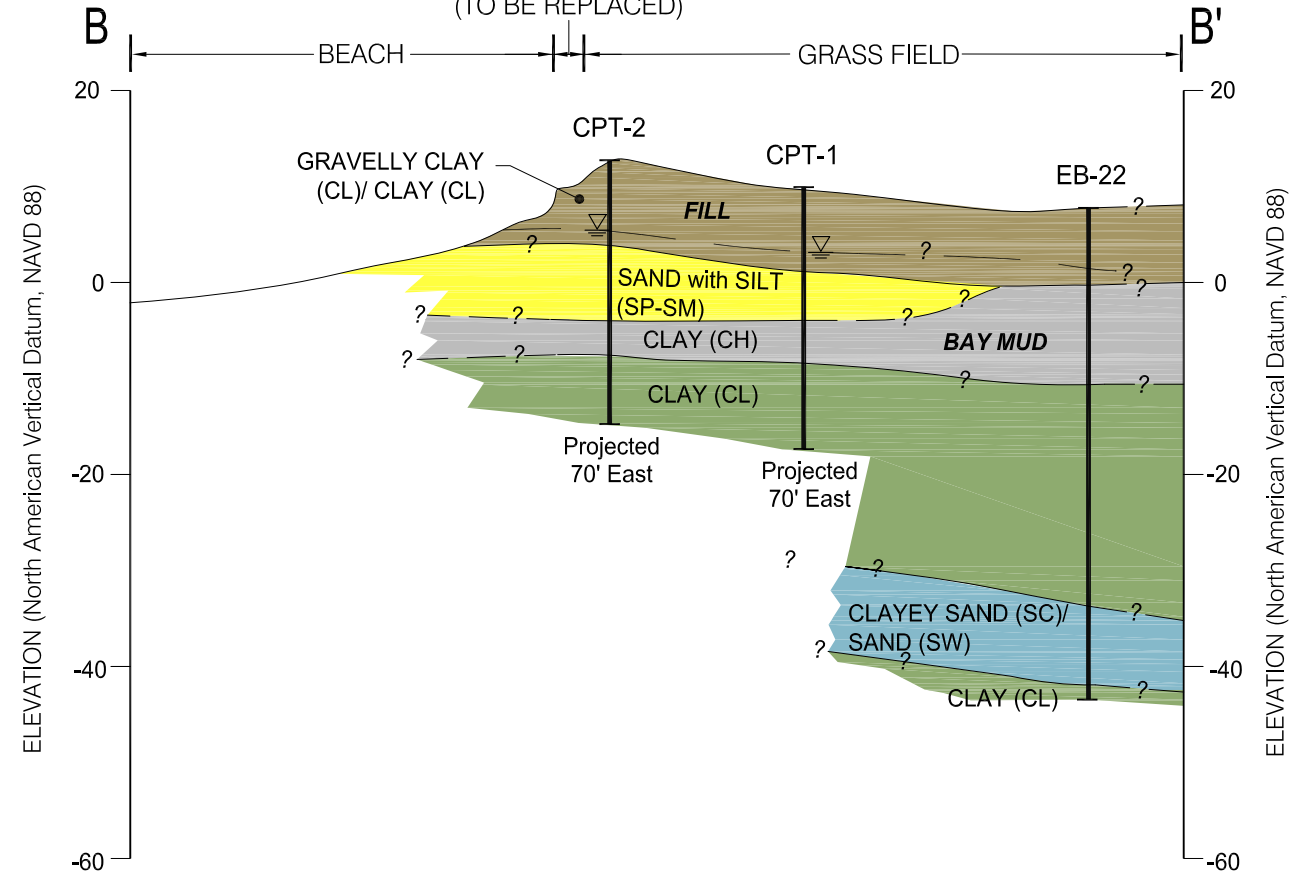 (TO BE REPLACED)
B
B'
BEACH
GRASS FIELD
20
20
CPT-2
CPT-1
EB-22
GRAVELLY CLAY
(CL)/ CLAY (CL)
FILL
?
?
?
?
?
0
0
SAND with SILT
(SP-SM)
?
?
?
?
CLAY (CH)
BAY MUD
?
?
?
?
CLAY (CL)
Projected
70' East
Projected
70' East
-20
-20
?
?
CLAYEY SAND (SC)/
SAND (SW)
?
?
?
-40
-40
?
CLAY (CL)
-60
-60
ELEVATION (North American Vertical Datum, NAVD 88)
ELEVATION (North American Vertical Datum, NAVD 88)